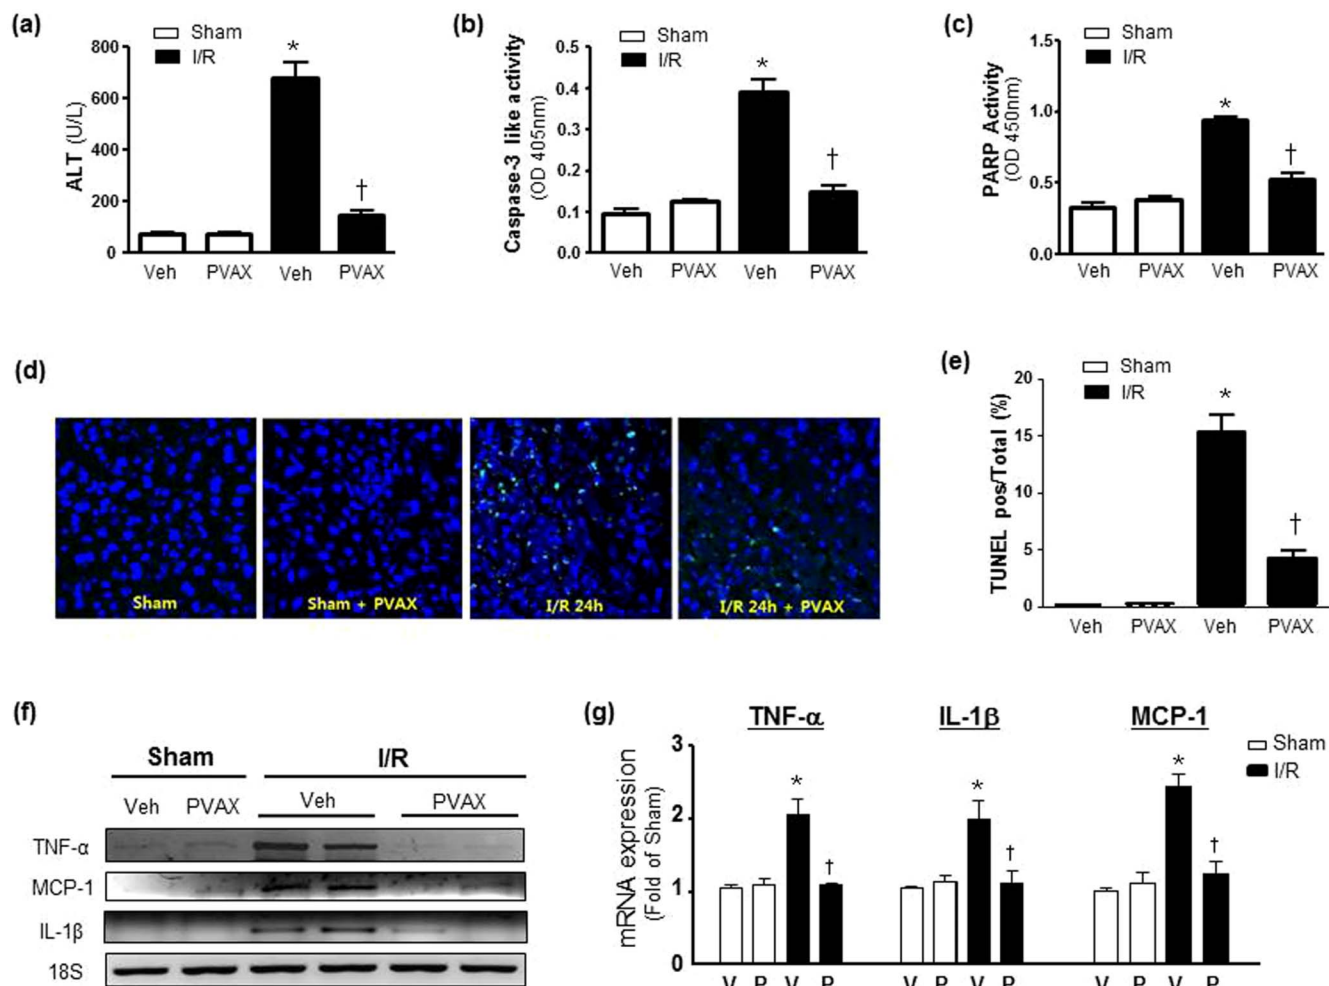 (a)
Sham
I/R
ALT (U/L)
800
600
400
200
0
*
†
Veh PVAX Veh PVAX
(b)
Sham
I/R
Caspase-3 like activity
(OD 405nm)
0.5
0.4
0.3
0.2
0.1
0.0
*
†
Veh PVAX Veh PVAX
(c)
Sham
I/R
PARP Activity
(OD 450nm)
1.5
1.0
0.5
0.0
*
†
Veh PVAX Veh PVAX
(d)
Sham
Sham + PVAX
I/R 24h
I/R 24h + PVAX
(e)
Sham
I/R
TUNEL pos/Total (%)
20
15
10
5
0
*
†
Veh PVAX Veh PVAX
(f)
Sham I/R
Veh PVAX Veh PVAX
TNF-α
MCP-1
IL-1β
18S
(g)
TNF-α IL-1β MCP-1
Sham
I/R
mRNA expression
(Fold of Sham)
3
2
1
0
* † * † * †
V P V P V P V P V P V P